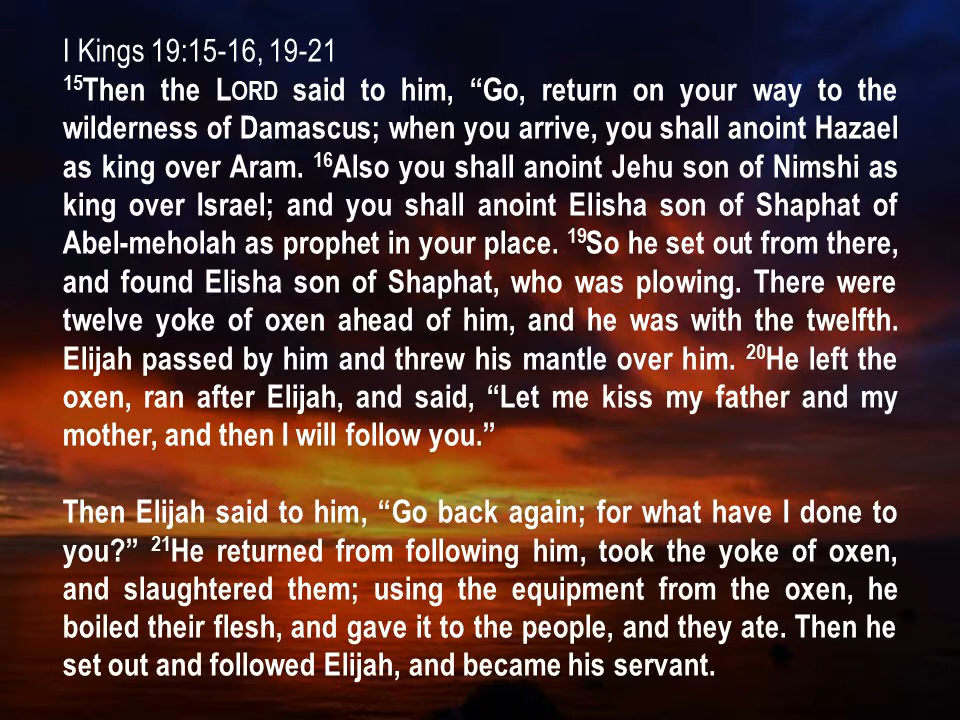 I Kings 19:15-16, 19-21
15Then the LORD said to him, “Go, return on your way to the
wilderness of Damascus; when you arrive, you shall anoint Hazael
as king over Aram. 16Also you shall anoint Jehu son of Nimshi as
king over Israel; and you shall anoint Elisha son of Shaphat of
Abel-meholah as prophet in your place. 19So he set out from there,
and found Elisha son of Shaphat, who was plowing. There were
twelve yoke of oxen ahead of him, and he was with the twelfth.
Elijah passed by him and threw his mantle over him. 20He left the
oxen, ran after Elijah, and said, “Let me kiss my father and my
mother, and then I will follow you.”
Then Elijah said to him, “Go back again; for what have I done to
you?” 21He returned from following him, took the yoke of oxen,
and slaughtered them; using the equipment from the oxen, he
boiled their flesh, and gave it to the people, and they ate. Then he
set out and followed Elijah, and became his servant.